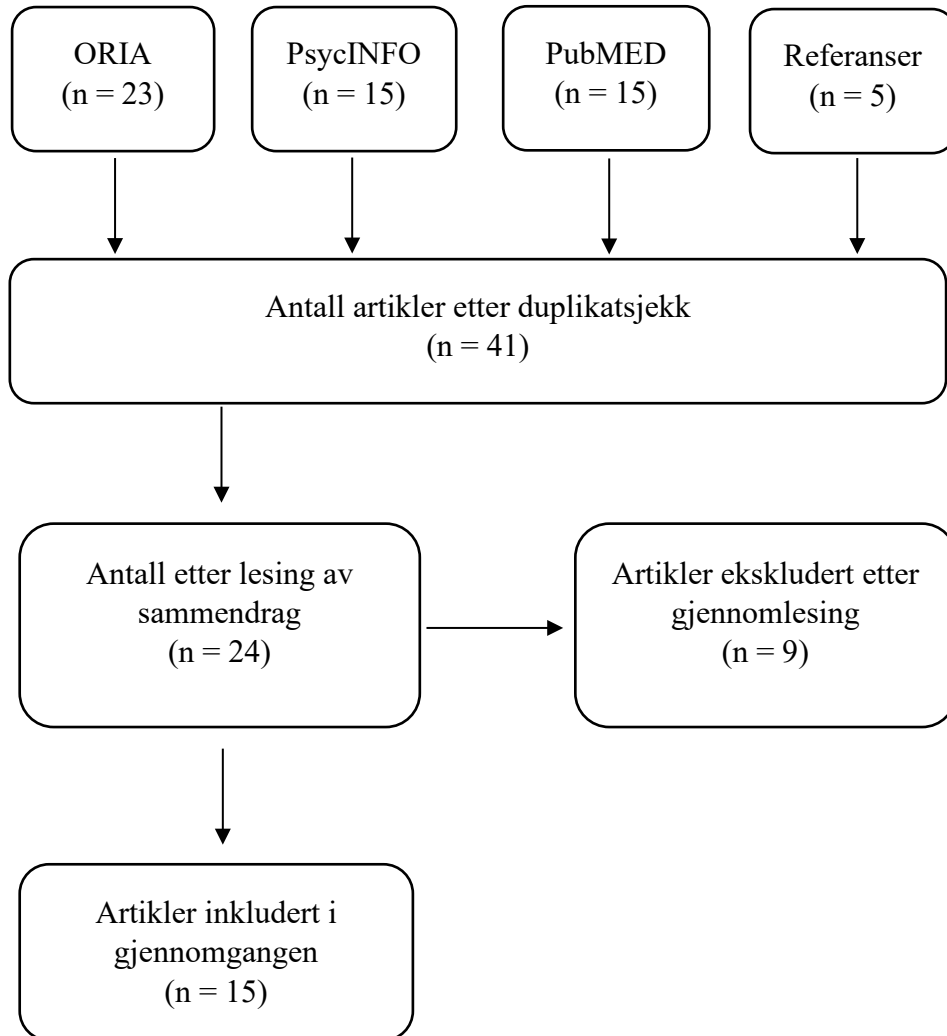 ORIA
(n = 23)
PsycINFO
(n = 15)
PubMED
(n = 15)
Referanser
(n = 5)
Antall artikler etter duplikatsjekk
(n = 41)
Antall etter lesing av
sammendrag
(n = 24)
Artikler ekskludert etter
gjennomlesing
(n = 9)
Artikler inkludert i
gjennomgangen
(n = 15)